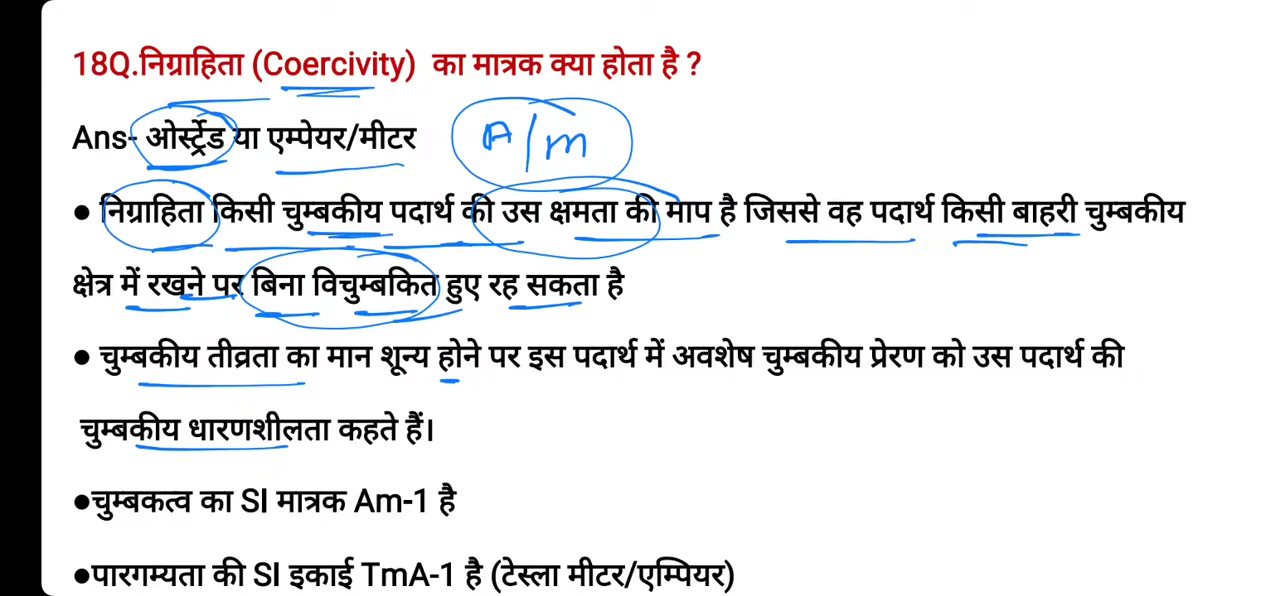 18Q.निग्राहिता (Coercivity) का मात्रक क्या होता है ?
Ans- ओर्स्ट्रेड या एम्पेयर/मीटर A/m
● निग्राहिता किसी चुम्बकीय पदार्थ की उस क्षमता की माप है जिससे वह पदार्थ किसी बाहरी चुम्बकीय
क्षेत्र में रखने पर बिना विचुम्बकित हुए रह सकता है
● चुम्बकीय तीव्रता का मान शून्य होने पर इस पदार्थ में अवशेष चुम्बकीय प्रेरण को उस पदार्थ की
चुम्बकीय धारणशीलता कहते हैं।
●चुम्बकत्व का SI मात्रक Am-1 है
●पारगम्यता की SI इकाई TmA-1 है (टेस्ला मीटर/एम्पियर)